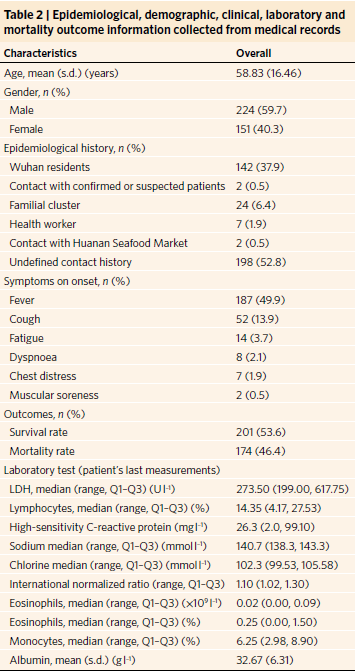 Table 2 | Epidemiological, demographic, clinical, laboratory and
mortality outcome information collected from medical records
Characteristics Overall
Age, mean (s.d.) (years) 58.83 (16.46)
Gender, n (%)
Male 224 (59.7)
Female 151 (40.3)
Epidemiological history, n (%)
Wuhan residents 142 (37.9)
Contact with confirmed or suspected patients 2 (0.5)
Familial cluster 24 (6.4)
Health worker 7 (1.9)
Contact with Huanan Seafood Market 2 (0.5)
Undefined contact history 198 (52.8)
Symptoms on onset, n (%)
Fever 187 (49.9)
Cough 52 (13.9)
Fatigue 14 (3.7)
Dyspnoea 8 (2.1)
Chest distress 7 (1.9)
Muscular soreness 2 (0.5)
Outcomes, n (%)
Survival rate 201 (53.6)
Mortality rate 174 (46.4)
Laboratory test (patient's last measurements)
LDH, median (range, Q1–Q3) (U l⁻¹) 273.50 (199.00, 617.75)
Lymphocytes, median (range, Q1–Q3) (%) 14.35 (4.17, 27.53)
High-sensitivity C-reactive protein (mg l⁻¹) 26.3 (2.0, 99.10)
Sodium median (range, Q1–Q3) (mmol l⁻¹) 140.7 (138.3, 143.3)
Chlorine median (range, Q1–Q3) (mmol l⁻¹) 102.3 (99.53, 105.58)
International normalized ratio (range, Q1–Q3) 1.10 (1.02, 1.30)
Eosinophils, median (range, Q1–Q3) (×10⁹ l⁻¹) 0.02 (0.00, 0.09)
Eosinophils, median (range, Q1–Q3) (%) 0.25 (0.00, 1.50)
Monocytes, median (range, Q1–Q3) (%) 6.25 (2.98, 8.90)
Albumin, mean (s.d.) (g l⁻¹) 32.67 (6.31)